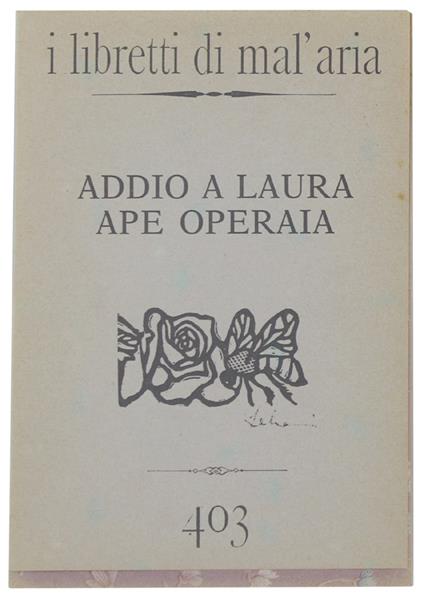 i libretti di mal'aria
ADDIO A LAURA
APE OPERAIA
403